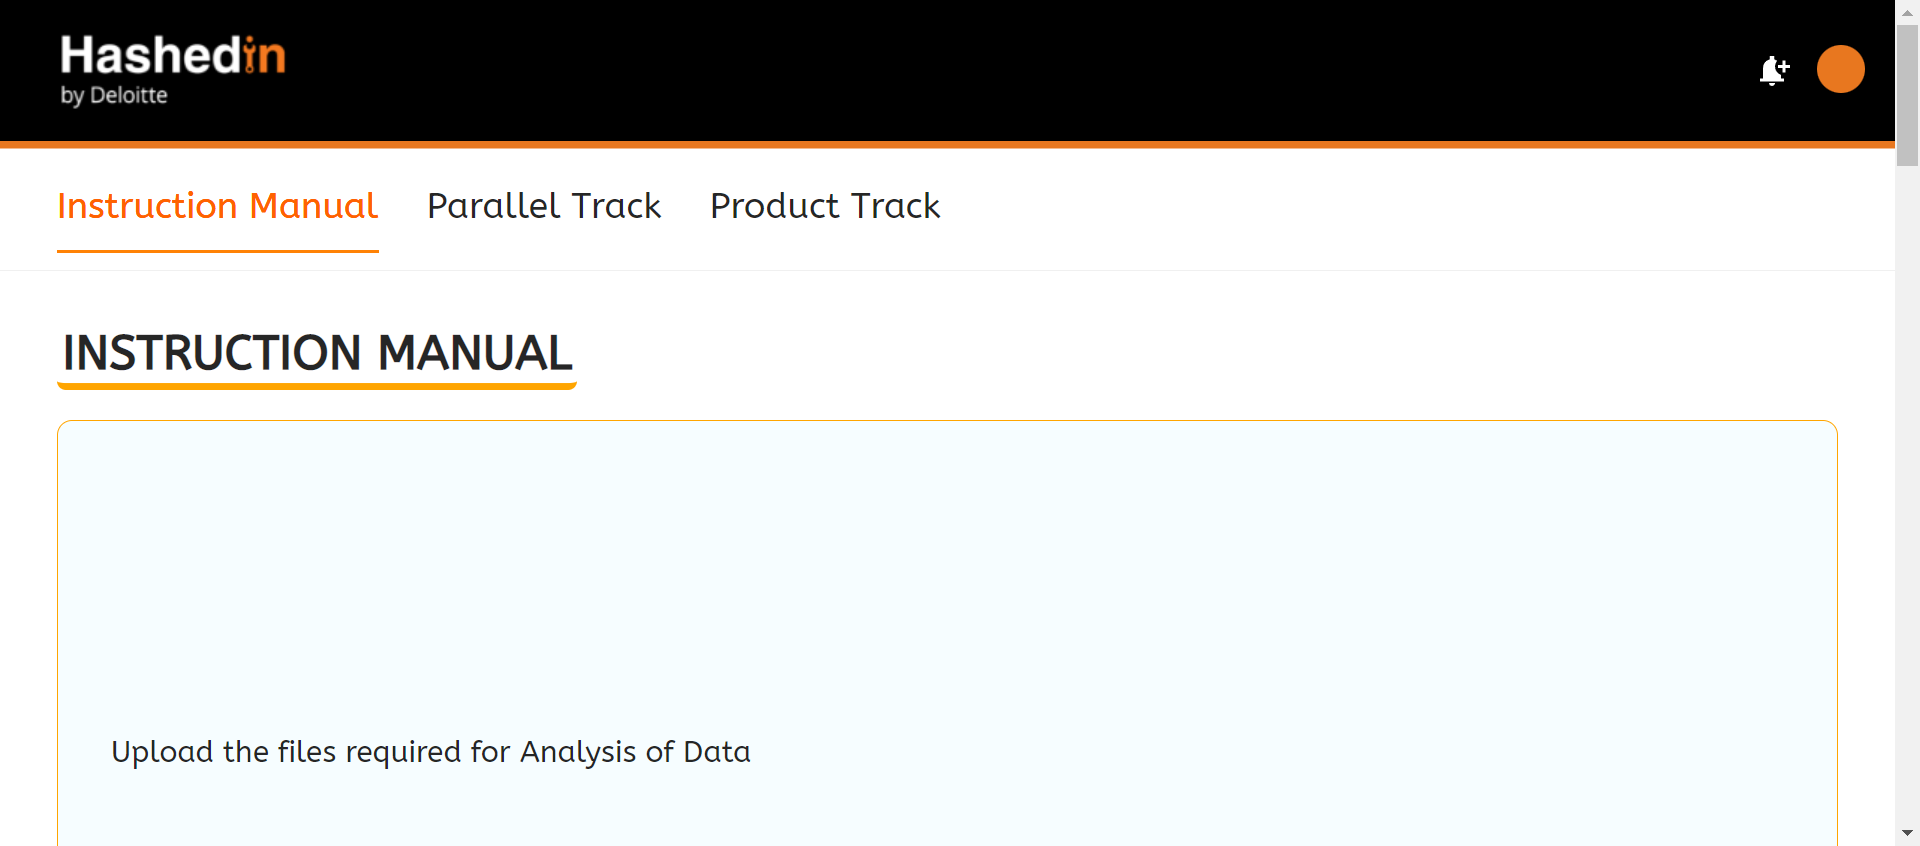 Hashedin
by Deloitte
Instruction Manual Parallel Track Product Track
INSTRUCTION MANUAL
Upload the files required for Analysis of Data